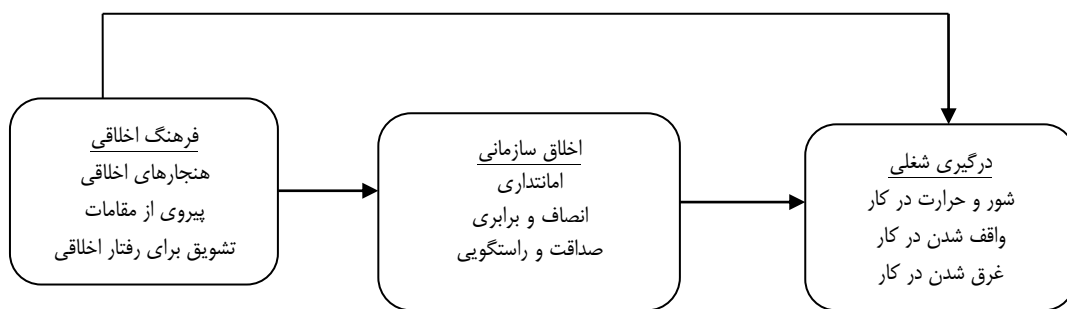 فرهنگ اخلاقی
هنجارهای اخلاقی
پیروی از مقامات
تشویق برای رفتار اخلاقی
اخلاق سازمانی
امانتداری
انصاف و برابری
صداقت و راستگویی
درگیری شغلی
شور و حرارت در کار
واقف شدن در کار
غرق شدن در کار